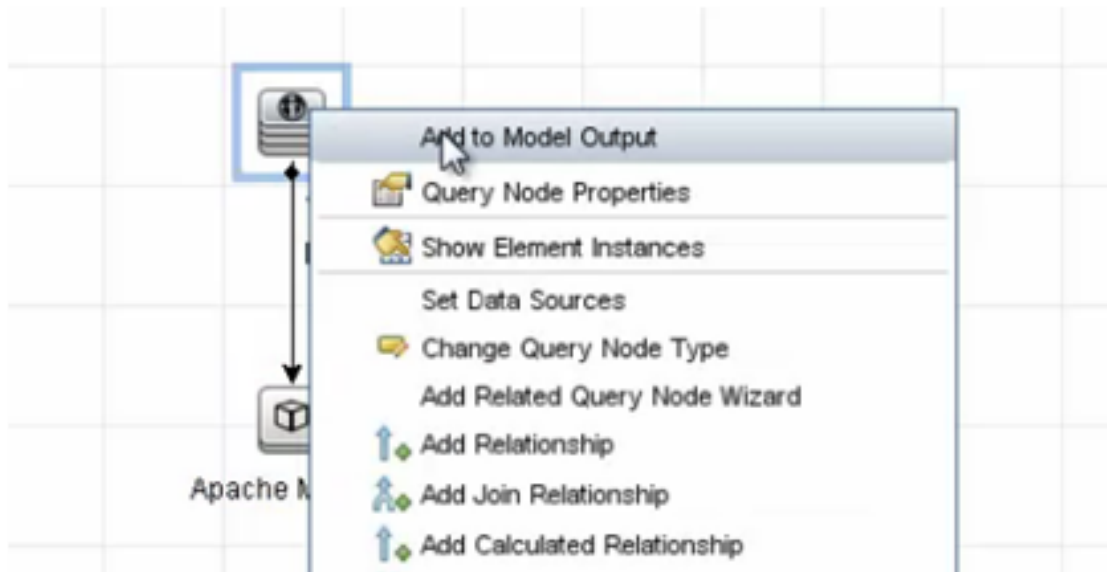 Add to Model Output
Query Node Properties
Show Element Instances
Set Data Sources
Change Query Node Type
Add Related Query Node Wizard
Add Relationship
Apache
Add Join Relationship
Add Calculated Relationship